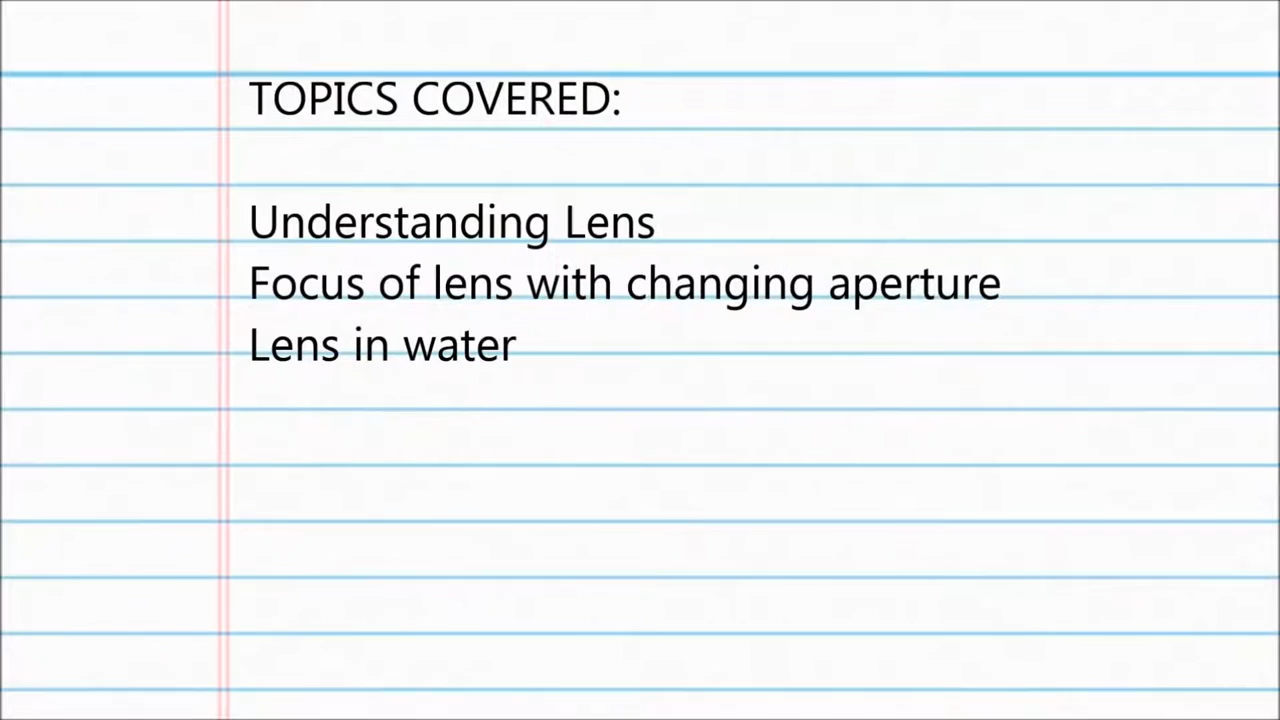 TOPICS COVERED:
Understanding Lens
Focus of lens with changing aperture
Lens in water